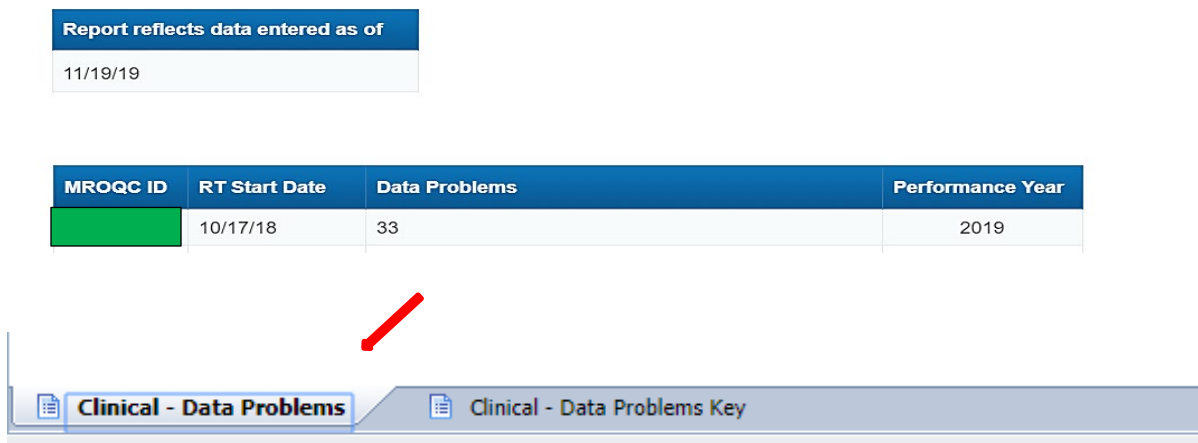 Report reflects data entered as of
11/19/19
MROQC ID RT Start Date Data Problems Performance Year
10/17/18 33 2019
Clinical - Data Problems Clinical - Data Problems Key